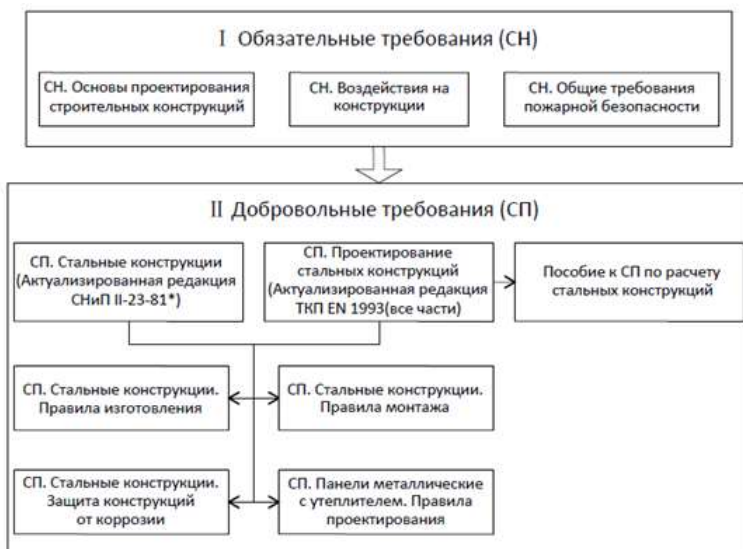 I Обязательные требования (СН)
СН. Основы проектирования
строительных конструкций
СН. Воздействия на
конструкции
СН. Общие требования
пожарной безопасности
II Добровольные требования (СП)
СП. Стальные конструкции
(Актуализированная редакция
СНиП II-23-81*)
СП. Проектирование
стальных конструкций
(Актуализированная редакция
ТКП EN 1993(все части)
Пособие к СП по расчету
стальных конструкций
СП. Стальные конструкции.
Правила изготовления
СП. Стальные конструкции.
Правила монтажа
СП. Стальные конструкции.
Защита конструкций
от коррозии
СП. Панели металлические
с утеплителем. Правила
проектирования